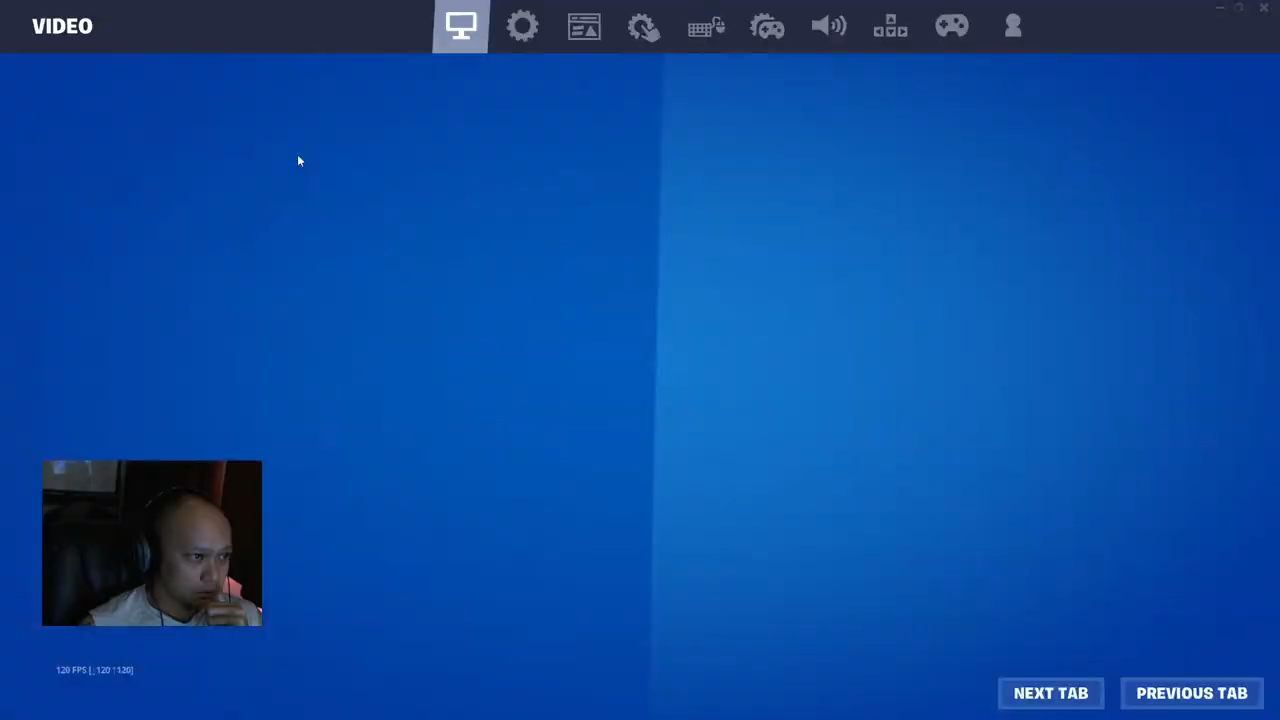 VIDEO
120 FPS [↓120 ↑120]
NEXT TAB
PREVIOUS TAB